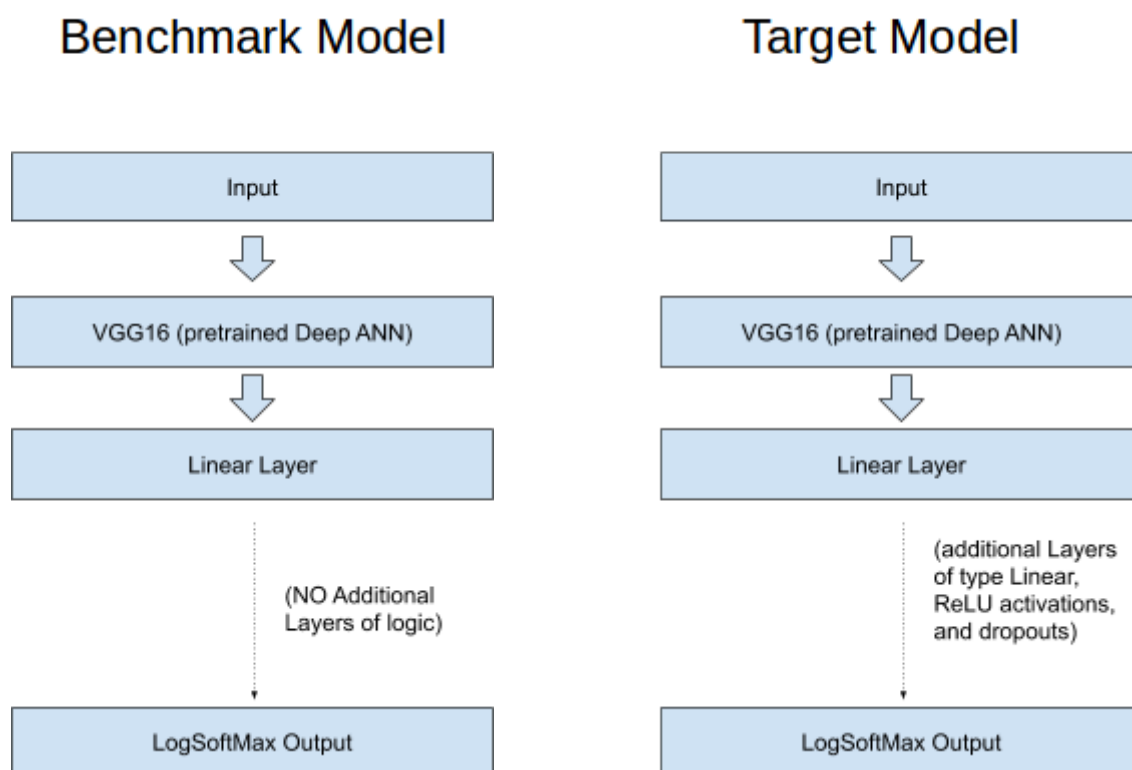 Benchmark Model
Input
VGG16 (pretrained Deep ANN)
Linear Layer
(NO Additional
Layers of logic)
LogSoftMax Output
Target Model
Input
VGG16 (pretrained Deep ANN)
Linear Layer
(additional Layers
of type Linear,
ReLU activations,
and dropouts)
LogSoftMax Output